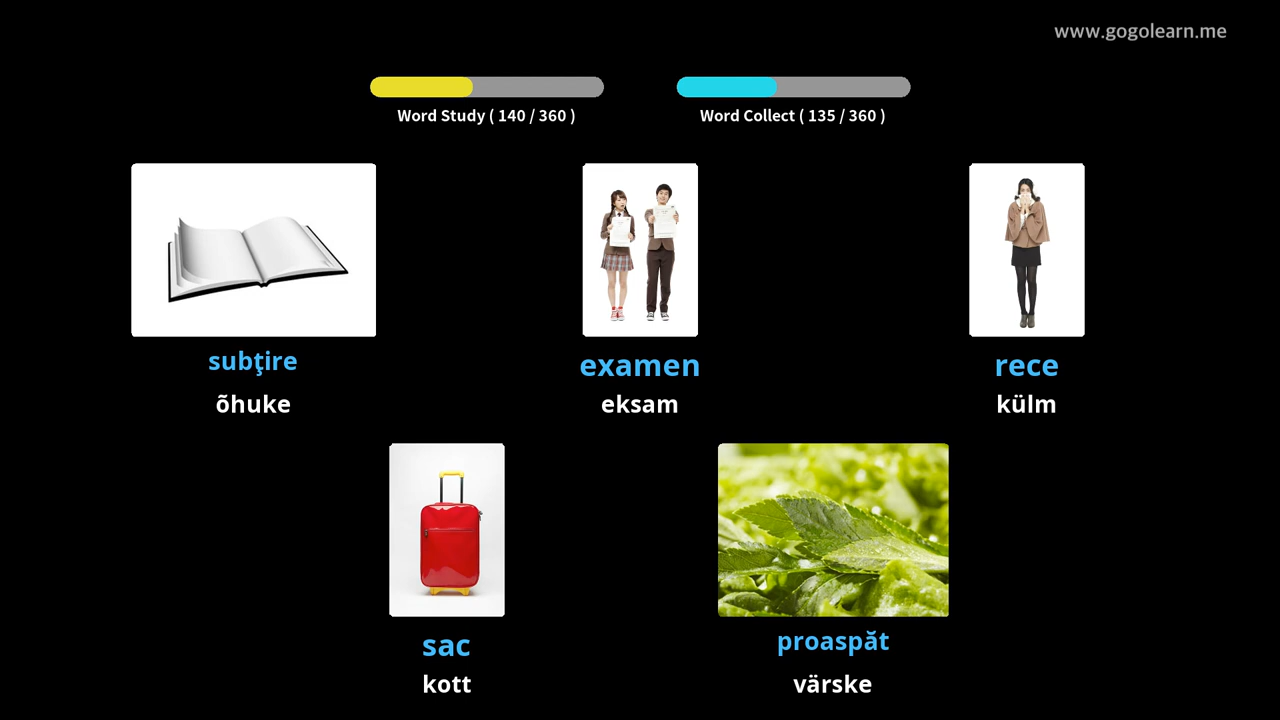 www.gogolearn.me
Word Study ( 140 / 360 )
Word Collect ( 135 / 360 )
subţire
examen
rece
õhuke
eksam
külm
sac
proaspăt
kott
värske